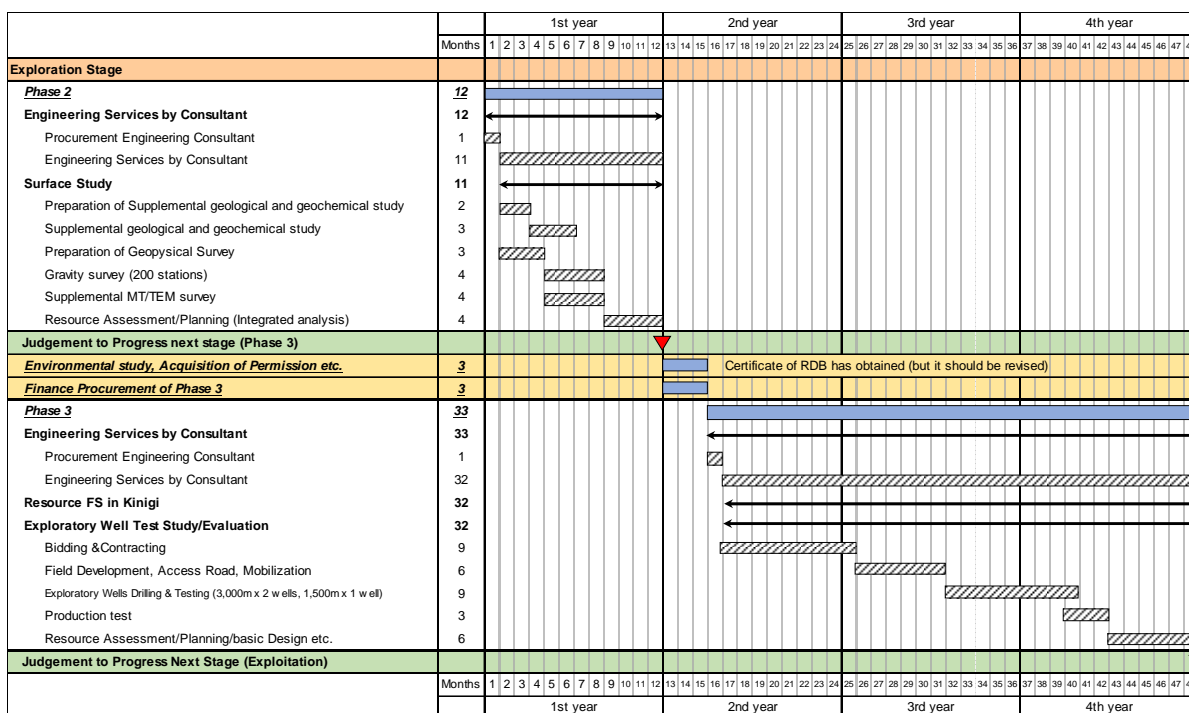 1st year 2nd year 3rd year 4th year
Months 1 2 3 4 5 6 7 8 9 10 11 12 13 14 15 16 17 18 19 20 21 22 23 24 25 26 27 28 29 30 31 32 33 34 35 36 37 38 39 40 41 42 43 44 45 46 47
Exploration Stage
Phase 2 12
Engineering Services by Consultant 12
Procurement Engineering Consultant 1
Engineering Services by Consultant 11
Surface Study 11
Preparation of Supplemental geological and geochemical study 2
Supplemental geological and geochemical study 3
Preparation of Geopysical Survey 3
Gravity survey (200 stations) 4
Supplemental MT/TEM survey 4
Resource Assessment/Planning (Integrated analysis) 4
Judgement to Progress next stage (Phase 3)
Environmental study, Acquisition of Permission etc. 3 Certificate of RDB has obtained (but it should be revised)
Finance Procurement of Phase 3 3
Phase 3 33
Engineering Services by Consultant 33
Procurement Engineering Consultant 1
Engineering Services by Consultant 32
Resource FS in Kinigi 32
Exploratory Well Test Study/Evaluation 32
Bidding &Contracting 9
Field Development, Access Road, Mobilization 6
Exploratory Wells Drilling & Testing (3,000m x 2 wells, 1,500m x 1 well) 9
Production test 3
Resource Assessment/Planning/basic Design etc. 6
Judgement to Progress Next Stage (Exploitation)
Months 1 2 3 4 5 6 7 8 9 10 11 12 13 14 15 16 17 18 19 20 21 22 23 24 25 26 27 28 29 30 31 32 33 34 35 36 37 38 39 40 41 42 43 44 45 46 47
1st year 2nd year 3rd year 4th year